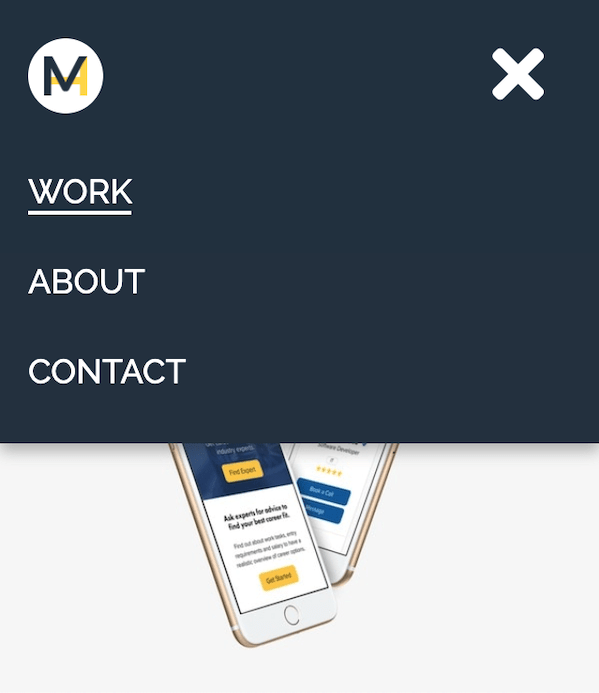 MA
WORK
ABOUT
CONTACT
industry experts.
Find Expert
Ask experts for advice to
find your best career fit.
Find out about work tasks, entry
requirements and salary to have a
realistic overview of career options.
Get Started
Software Developer
Book a Call
Message